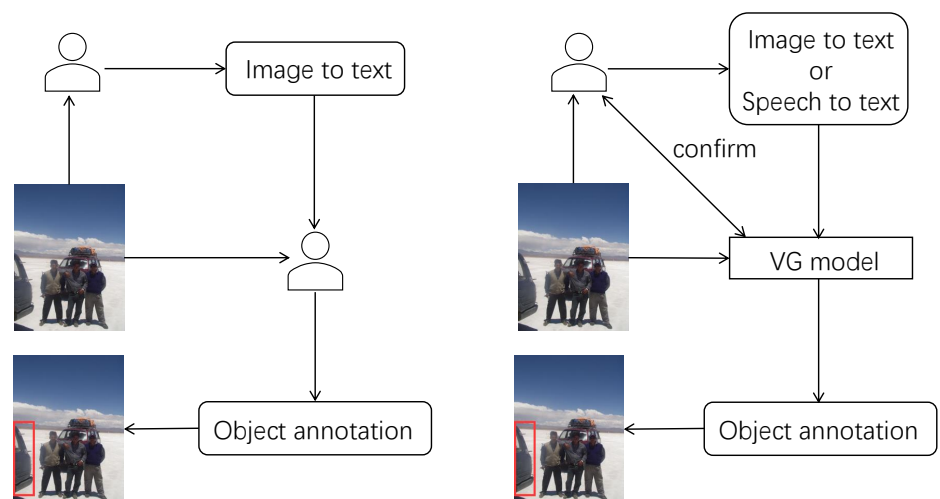 Image to text
Object annotation
Image to text
or
Speech to text
confirm
VG model
Object annotation